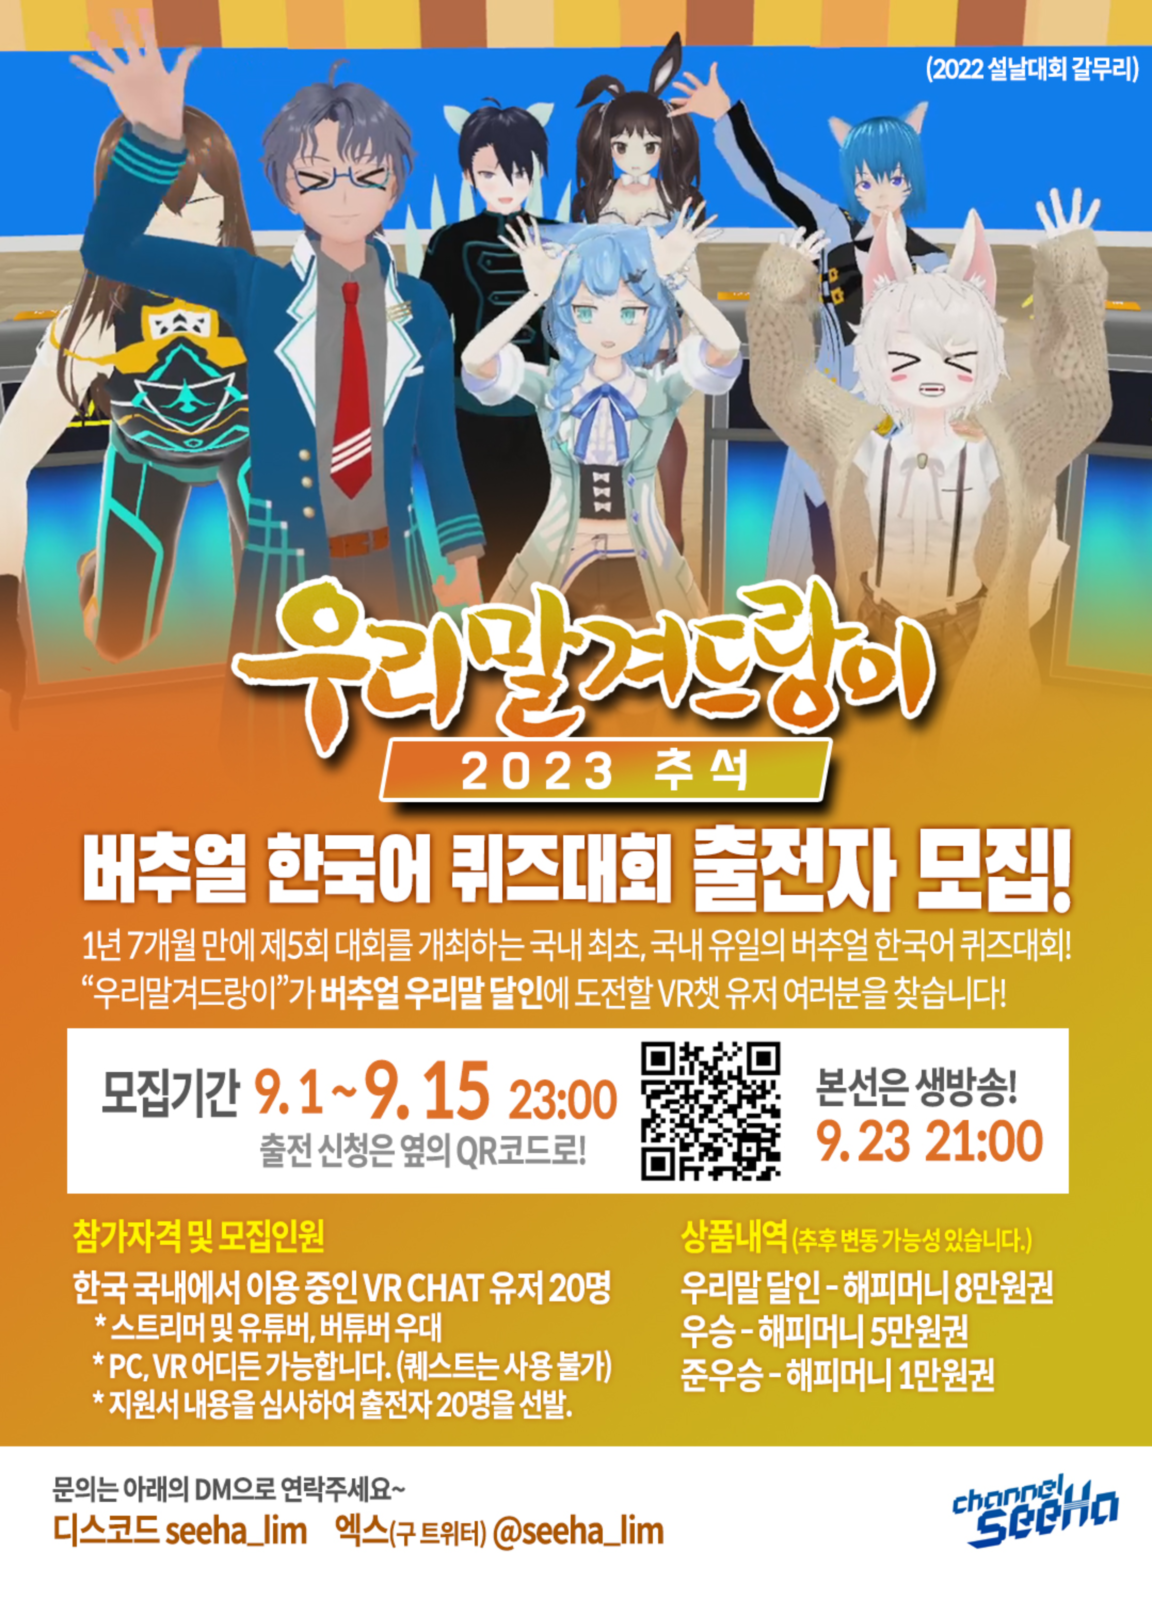 (2022 설날대회 갈무리)
우리말겨드랑이
2023 추석
버추얼 한국어 퀴즈대회 출전자 모집!
1년 7개월 만에 제5회 대회를 개최하는 국내 최초, 국내 유일의 버추얼 한국어 퀴즈대회!
“우리말겨드랑이”가 버추얼 우리말 달인에 도전할 VR챗 유저 여러분을 찾습니다!
모집기간 9. 1 ~ 9. 15 23:00
출전 신청은 옆의 QR코드로!
본선은 생방송!
9. 23 21:00
참가자격 및 모집인원
한국 국내에서 이용 중인 VR CHAT 유저 20명
* 스트리머 및 유튜버, 버튜버 우대
* PC, VR 어디든 가능합니다. (퀘스트는 사용 불가)
* 지원서 내용을 심사하여 출전자 20명을 선발.
상품내역 (추후 변동 가능성 있습니다.)
우리말 달인 - 해피머니 8만원권
우승 - 해피머니 5만원권
준우승 - 해피머니 1만원권
문의는 아래의 DM으로 연락주세요~
디스코드 seeha_lim 엑스(구 트위터) @seeha_lim
channel
SeeHa